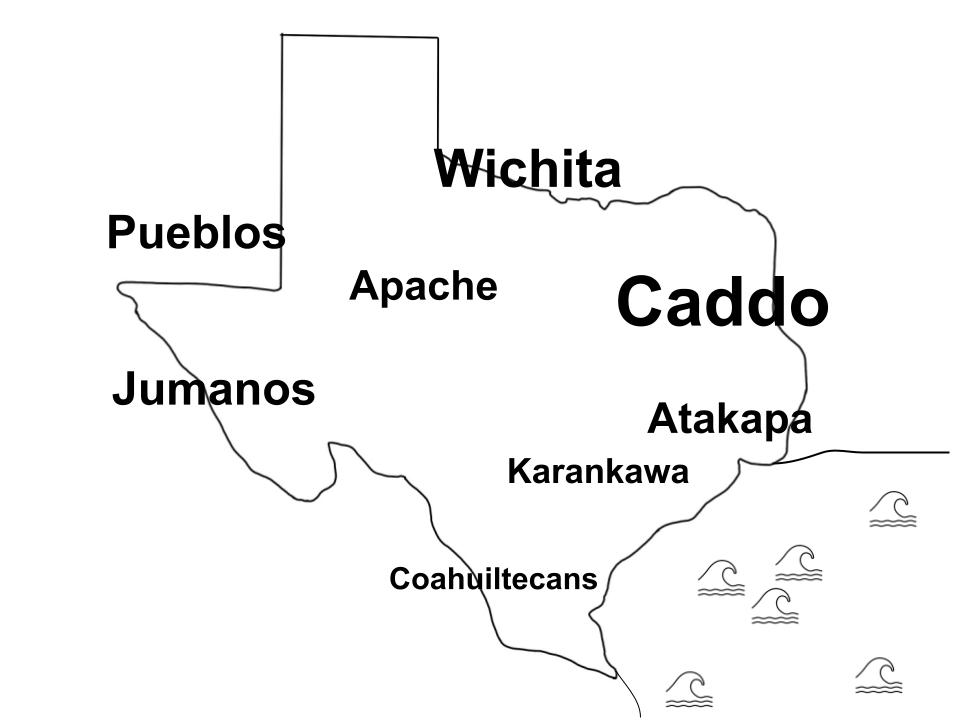 Wichita
Pueblos
Apache
Caddo
Jumanos
Atakapa
Karankawa
Coahuiltecans